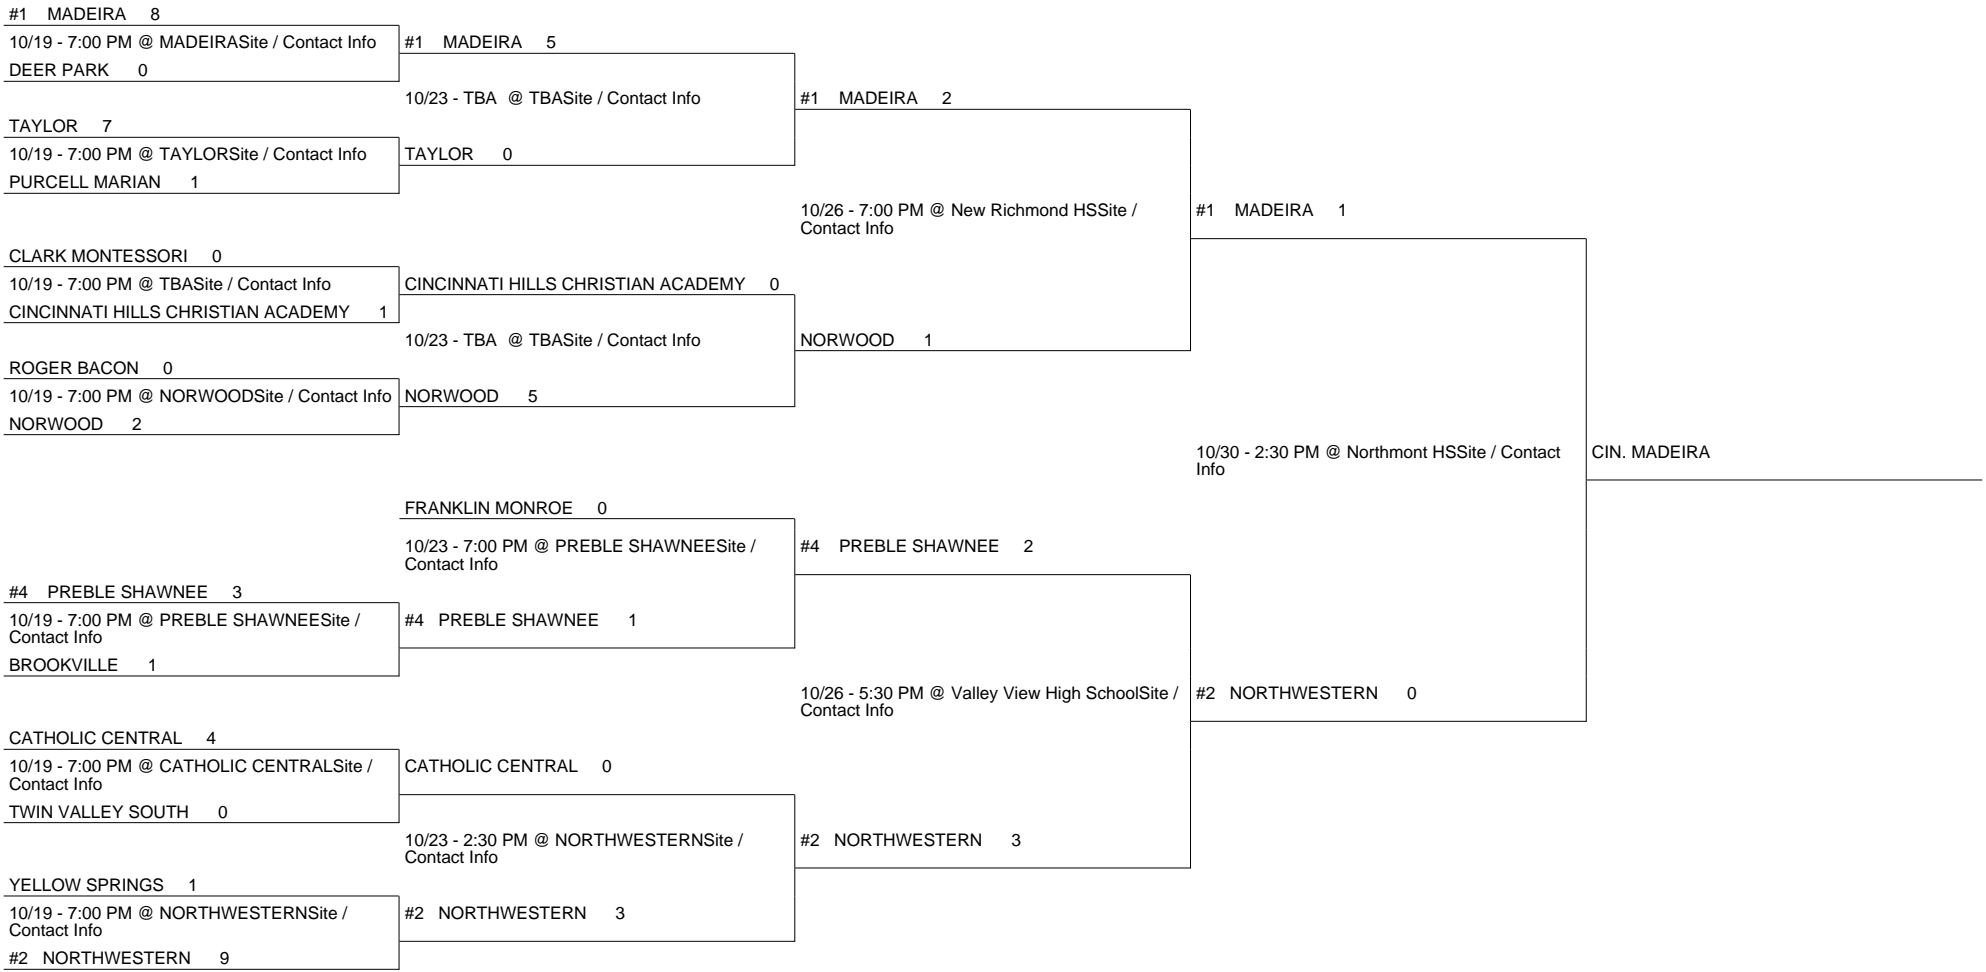 #1 MADEIRA 8
10/19 - 7:00 PM @ MADEIRASite / Contact Info
DEER PARK 0
TAYLOR 7
10/19 - 7:00 PM @ TAYLORSite / Contact Info
PURCELL MARIAN 1
CLARK MONTESSORI 0
10/19 - 7:00 PM @ TBASite / Contact Info
CINCINNATI HILLS CHRISTIAN ACADEMY 1
ROGER BACON 0
10/19 - 7:00 PM @ NORWOODSite / Contact Info
NORWOOD 2
#4 PREBLE SHAWNEE 3
10/19 - 7:00 PM @ PREBLE SHAWNEESite /
Contact Info
BROOKVILLE 1
CATHOLIC CENTRAL 4
10/19 - 7:00 PM @ CATHOLIC CENTRALSite /
Contact Info
TWIN VALLEY SOUTH 0
YELLOW SPRINGS 1
10/19 - 7:00 PM @ NORTHWESTERNSite /
Contact Info
#2 NORTHWESTERN 9
#1 MADEIRA 5
10/23 - TBA @ TBASite / Contact Info
TAYLOR 0
CINCINNATI HILLS CHRISTIAN ACADEMY 0
10/23 - TBA @ TBASite / Contact Info
NORWOOD 5
FRANKLIN MONROE 0
10/23 - 7:00 PM @ PREBLE SHAWNEESite /
Contact Info
#4 PREBLE SHAWNEE 1
CATHOLIC CENTRAL 0
10/23 - 2:30 PM @ NORTHWESTERNSite /
Contact Info
#2 NORTHWESTERN 3
#1 MADEIRA 2
10/26 - 7:00 PM @ New Richmond HSSite /
Contact Info
NORWOOD 1
#4 PREBLE SHAWNEE 2
10/26 - 5:30 PM @ Valley View High SchoolSite /
Contact Info
#2 NORTHWESTERN 3
#1 MADEIRA 1
10/30 - 2:30 PM @ Northmont HSSite / Contact
Info
#2 NORTHWESTERN 0
CIN. MADEIRA